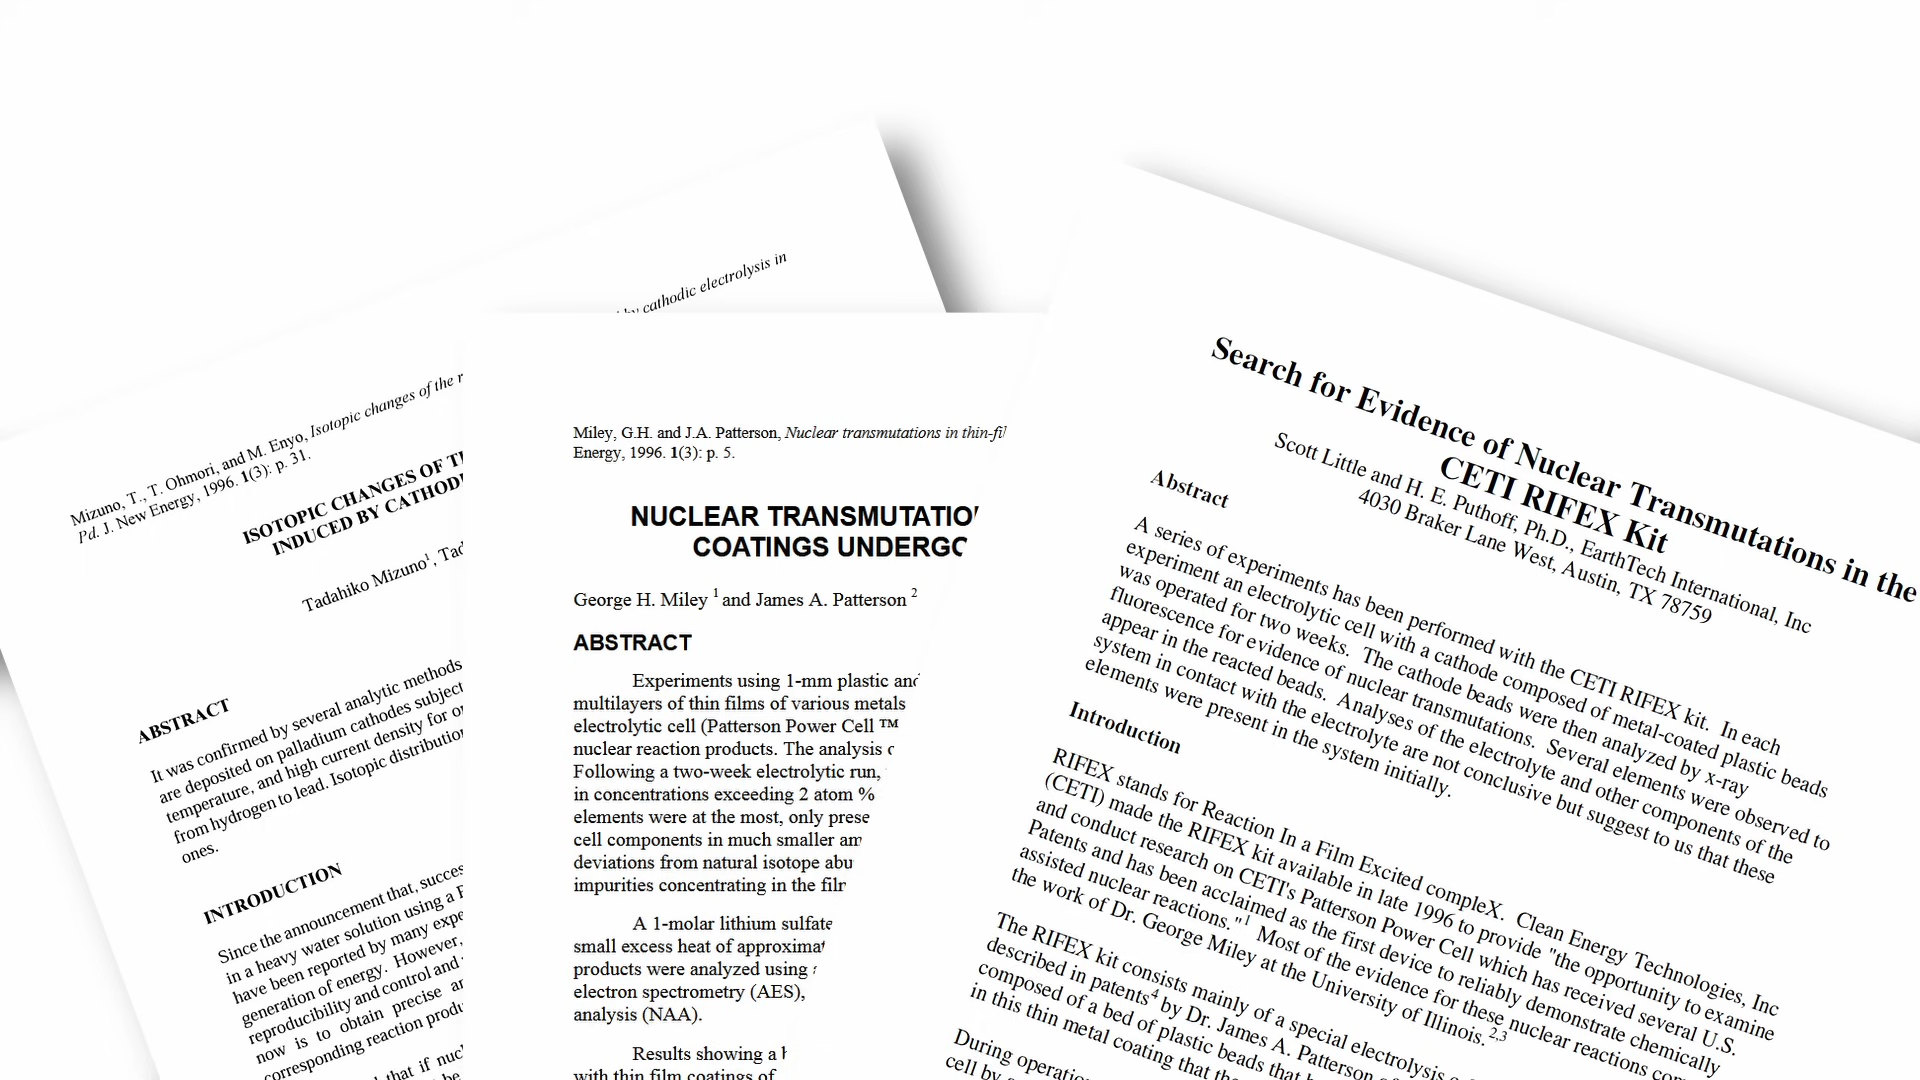 by cathodic electrolysis in
Mizuno, T., T. Ohmori, and M. Enyo, Isotopic changes of the
Pd. J. New Energy, 1996. 1(3): p. 31.
ISOTOPIC CHANGES OF
INDUCED BY
Tadahiko Mizuno1,
ABSTRACT
It was confirmed by several analytic methods
are deposited on palladium cathodes
temperature, and high current density for
from hydrogen to lead. Isotopic
ones.
INTRODUCTION
Since the announcement that,
in a heavy water solution using a
have been reported by many
generation of energy. However,
reproducibility and control and
now is to obtain precise
corresponding reaction
that if
Miley, G.H. and J.A. Patterson, Nuclear transmutations in
Energy, 1996. 1(3): p. 5.
NUCLEAR
COATINGS
George H. Miley 1 and James A. Patterson 2
ABSTRACT
Experiments using 1-mm plastic
multilayers of thin films of various metals
electrolytic cell (Patterson Power Cell ™
nuclear reaction products. The analysis
Following a two-week electrolytic run,
in concentrations exceeding 2 atom %
elements were at the most, only
cell components in much smaller
deviations from natural isotope
impurities concentrating in the
A 1-molar lithium sulfate
small excess heat of
products were analyzed using
electron spectrometry (AES),
analysis (NAA).
Results showing a
with thin film coatings of
Search for Evidence of Nuclear Transmutations in the
CETI RIFEX Kit
Scott Little and H. E. Puthoff, Ph.D., EarthTech International, Inc
4030 Braker Lane West, Austin, TX 78759
Abstract
A series of experiments has been performed with the CETI RIFEX kit. In each
experiment an electrolytic cell with a cathode composed of metal-coated plastic beads
was operated for two weeks. The cathode beads were then analyzed by x-ray
fluorescence for evidence of nuclear transmutations. Several elements were observed to
appear in the reacted beads. Analyses of the electrolyte and other components of the
system in contact with the electrolyte are not conclusive but suggest to us that these
elements were present in the system initially.
Introduction
RIFEX stands for Reaction In a Film Excited compleX. Clean Energy Technologies, Inc
(CETI) made the RIFEX kit available in late 1996 to provide "the opportunity to examine
and conduct research on CETI's Patterson Power Cell which has received several U.S.
Patents and has been acclaimed as the first device to reliably demonstrate chemically
assisted nuclear reactions."1 Most of the evidence for these nuclear reactions
the work of Dr. George Miley at the University of Illinois. 2,3
The RIFEX kit consists mainly of a special electrolysis
described in patents4 by Dr. James A. Patterson
composed of a bed of plastic beads that
in this thin metal coating that
During
cell by